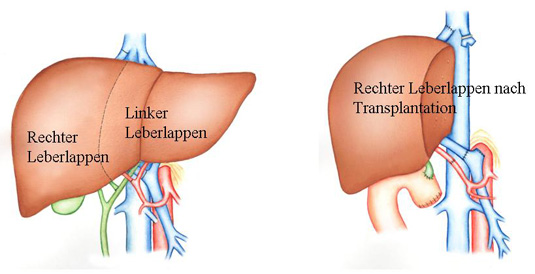 Rechter
Leberlappen
Linker
Leberlappen
Rechter Leberlappen nach
Transplantation